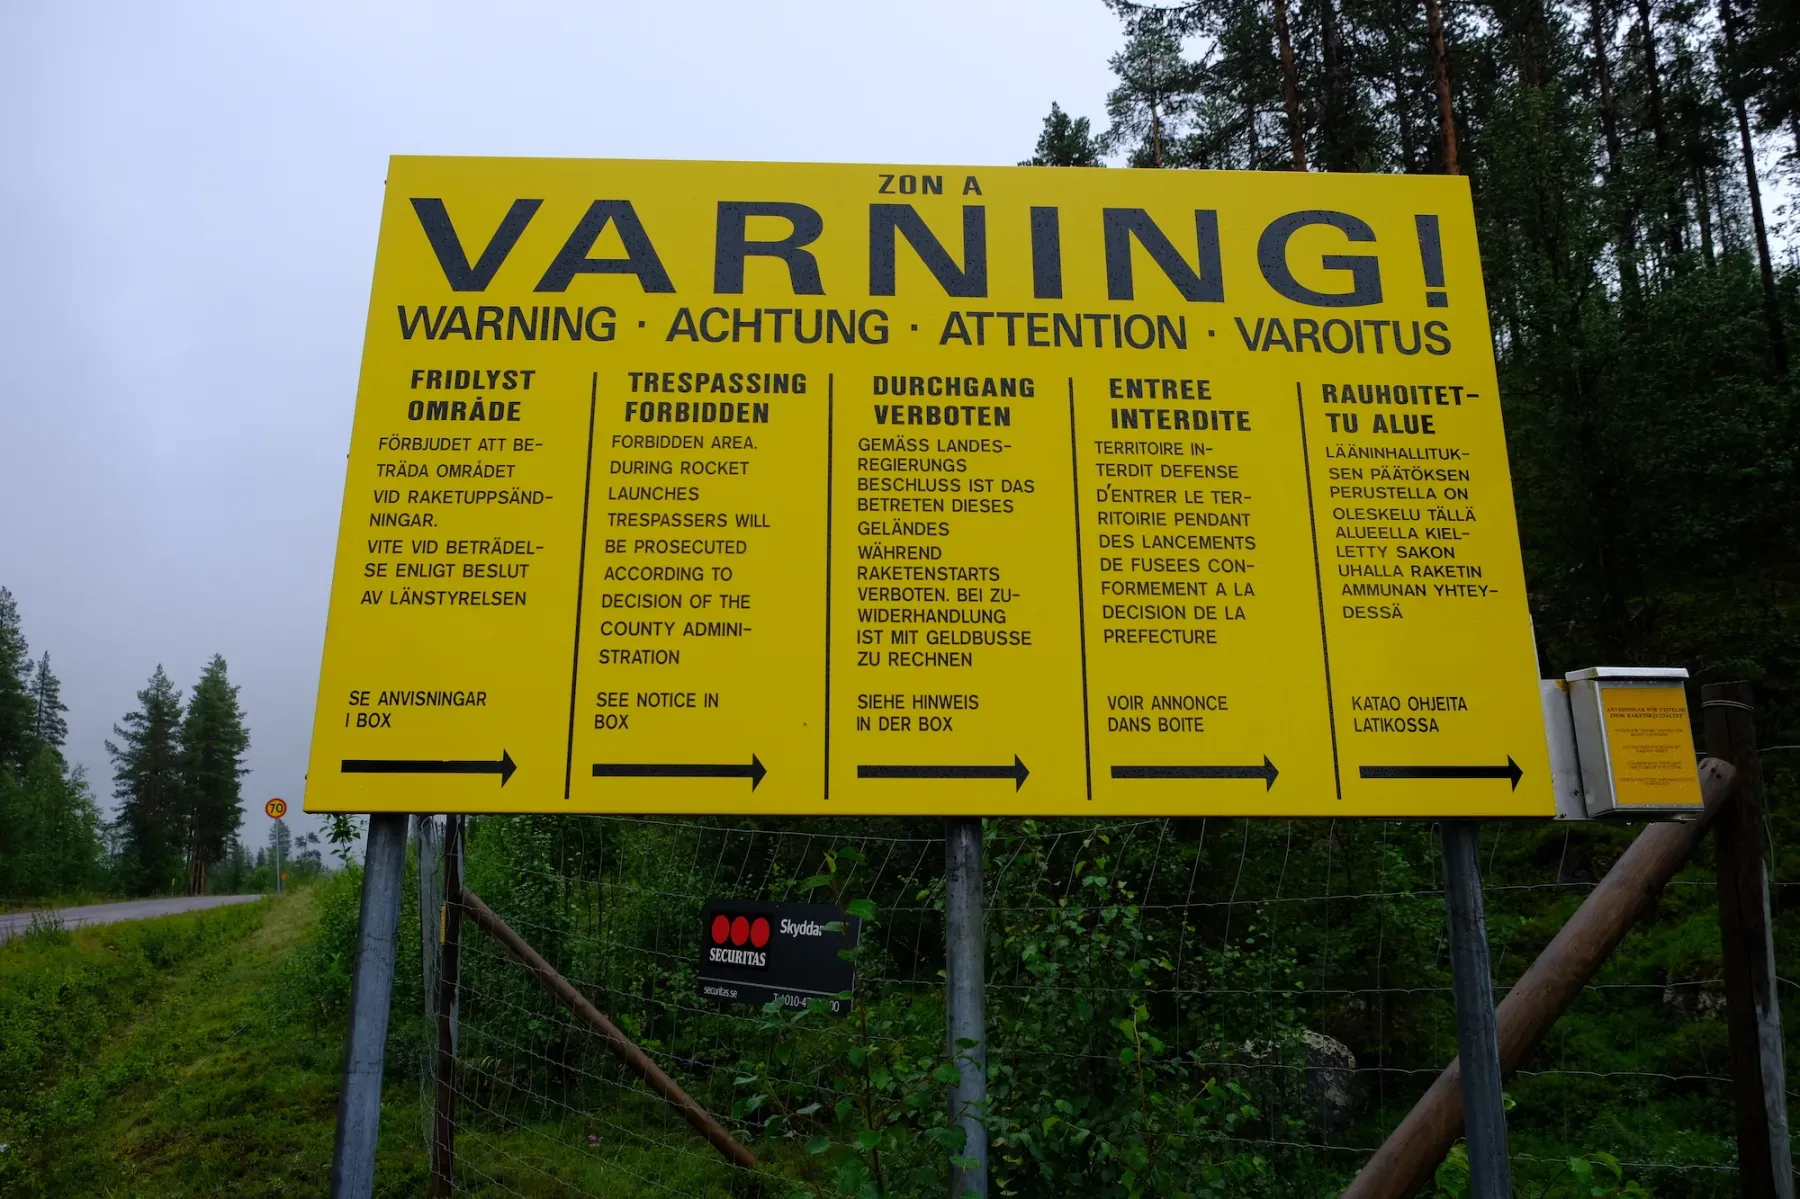 ZON A
VARNING!
WARNING · ACHTUNG · ATTENTION · VAROITUS
FRIDLYST
OMRÅDE
FÖRBJUDET ATT BE-
TRÄDA OMRÅDET
VID RAKETUPPSÄND-
NINGAR.
VITE VID BETRÄDEL-
SE ENLIGT BESLUT
AV LÄNSTYRELSEN
SE ANVISNINGAR
I BOX
TRESPASSING
FORBIDDEN
FORBIDDEN AREA.
DURING ROCKET
LAUNCHES
TRESPASSERS WILL
BE PROSECUTED
ACCORDING TO
DECISION OF THE
COUNTY ADMINI-
STRATION
SEE NOTICE IN
BOX
DURCHGANG
VERBOTEN
GEMÄSS LANDES-
REGIERUNGS
BESCHLUSS IST DAS
BETRETEN DIESES
GELÄNDES
WÄHREND
RAKETENSTARTS
VERBOTEN. BEI ZU-
WIDERHANDLUNG
IST MIT GELDBUSSE
ZU RECHNEN
SIEHE HINWEIS
IN DER BOX
ENTREE
INTERDITE
TERRITOIRE IN-
TERDIT DEFENSE
D'ENTRER LE TER-
RITOIRIE PENDANT
DES LANCEMENTS
DE FUSEES CON-
FORMEMENT A LA
DECISION DE LA
PREFECTURE
VOIR ANNONCE
DANS BOITE
RAUHOITET-
TU ALUE
LÄÄNINHALLITUK-
SEN PÄÄTÖKSEN
PERUSTELLA ON
OLESKELU TÄLLÄ
ALUEELLA KIEL-
LETTY SAKON
UHALLA RAKETIN
AMMUNAN YHTEY-
DESSÄ
KATAO OHJEITA
LATIKOSSA
70
SECURITAS
securitas.se